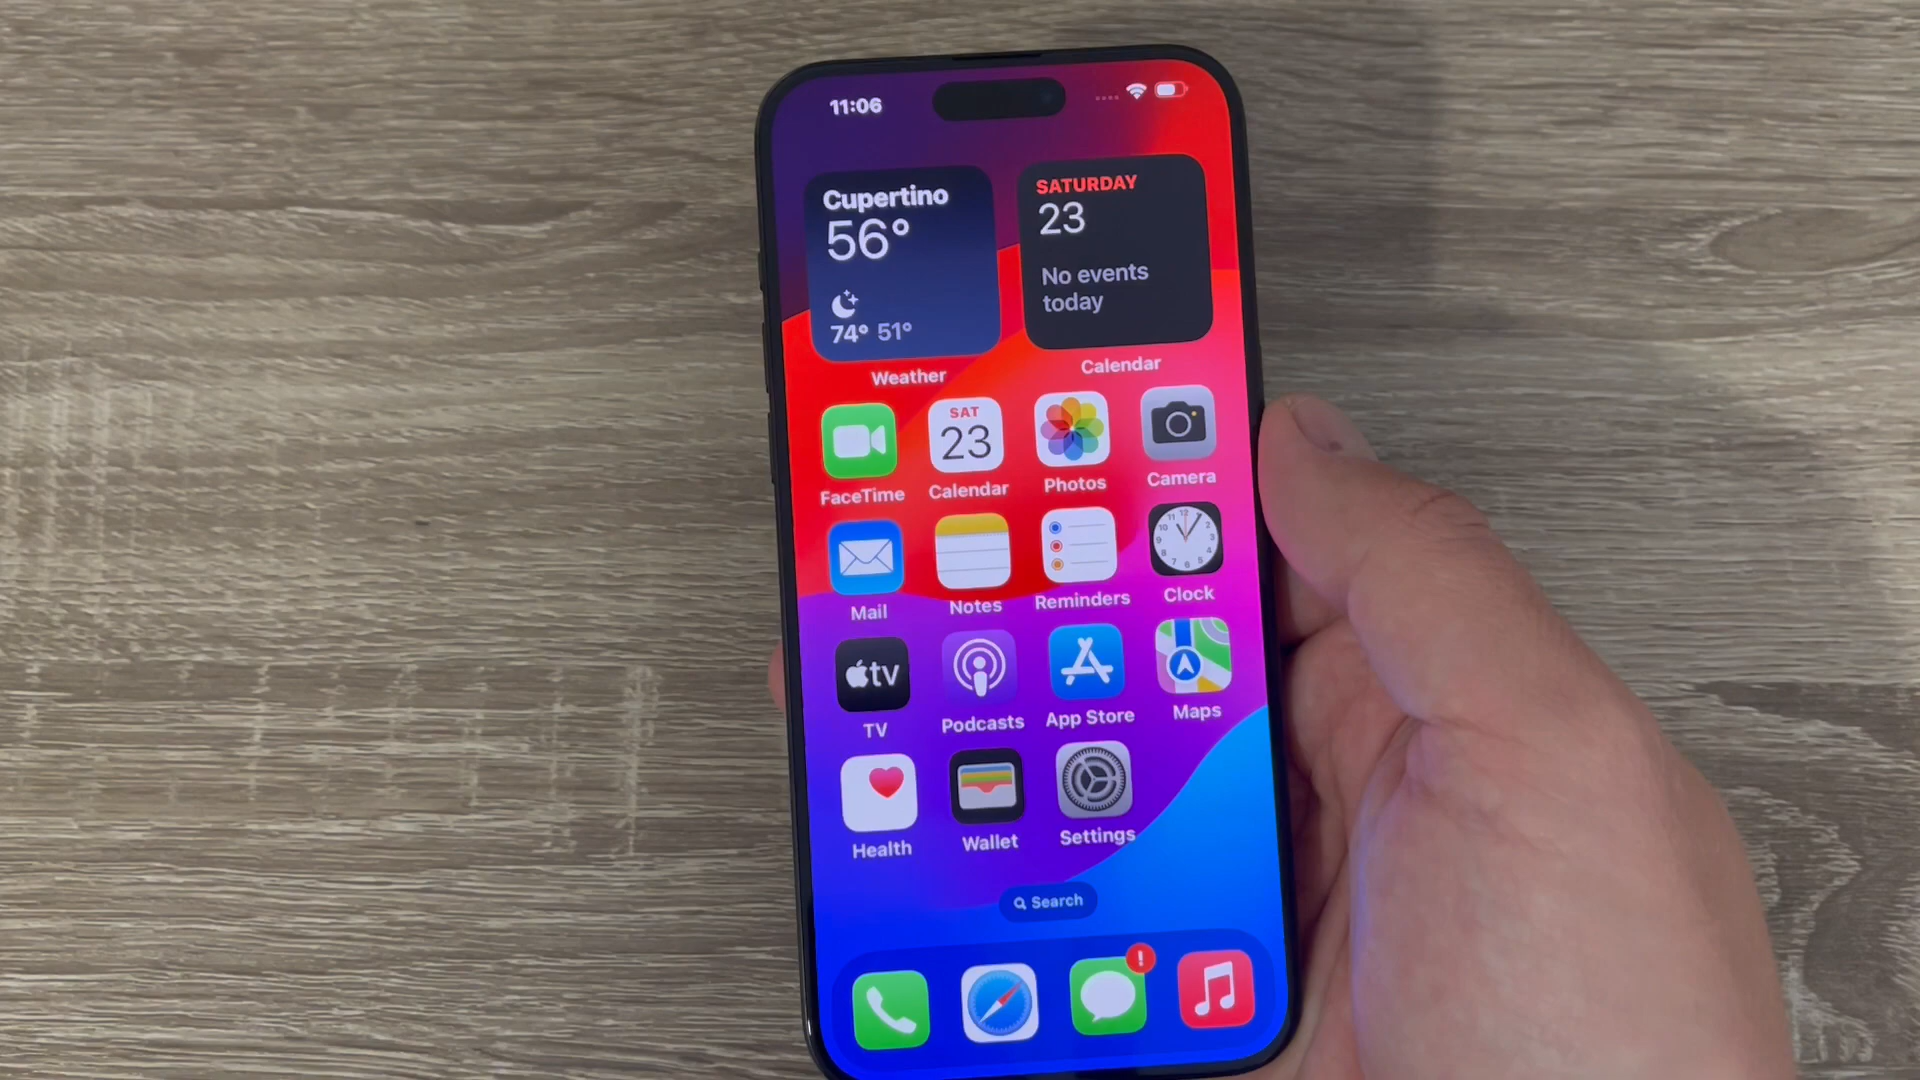 11:06
Cupertino
56°
74° 51°
Weather
SATURDAY
23
No events
today
Calendar
FaceTime
SAT
23
Calendar
Photos
Camera
Mail
Notes
Reminders
Clock
tv
TV
Podcasts
App Store
Maps
Health
Wallet
Settings
Search
!